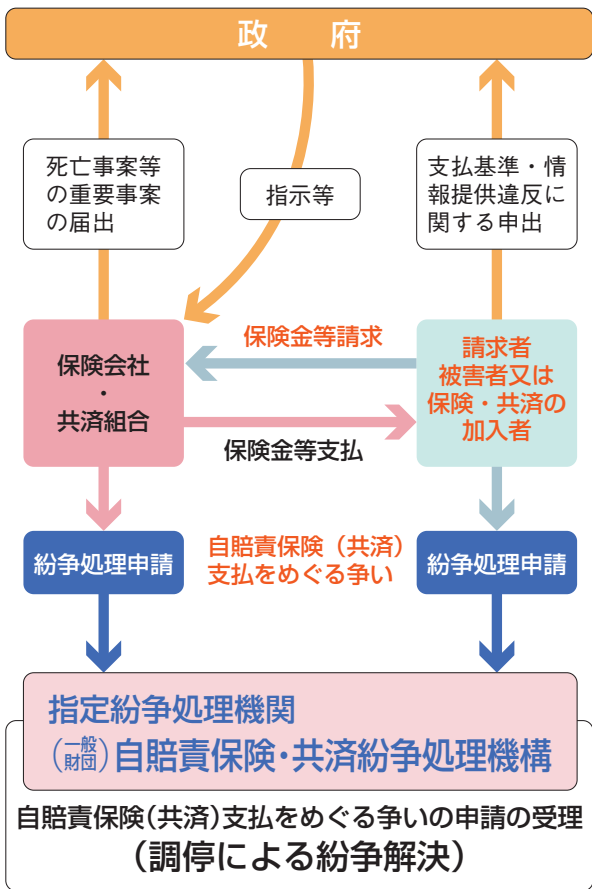 政　府
死亡事案等
の重要事案
の届出
指示等
支払基準・情
報提供違反に
関する申出
保険会社
・
共済組合
保険金等請求
保険金等支払
請求者
被害者又は
保険・共済の
加入者
紛争処理申請
自賠責保険（共済）
支払をめぐる争い
紛争処理申請
指定紛争処理機関
（一般財団）自賠責保険・共済紛争処理機構
自賠責保険（共済）支払をめぐる争いの申請の受理
（調停による紛争解決）